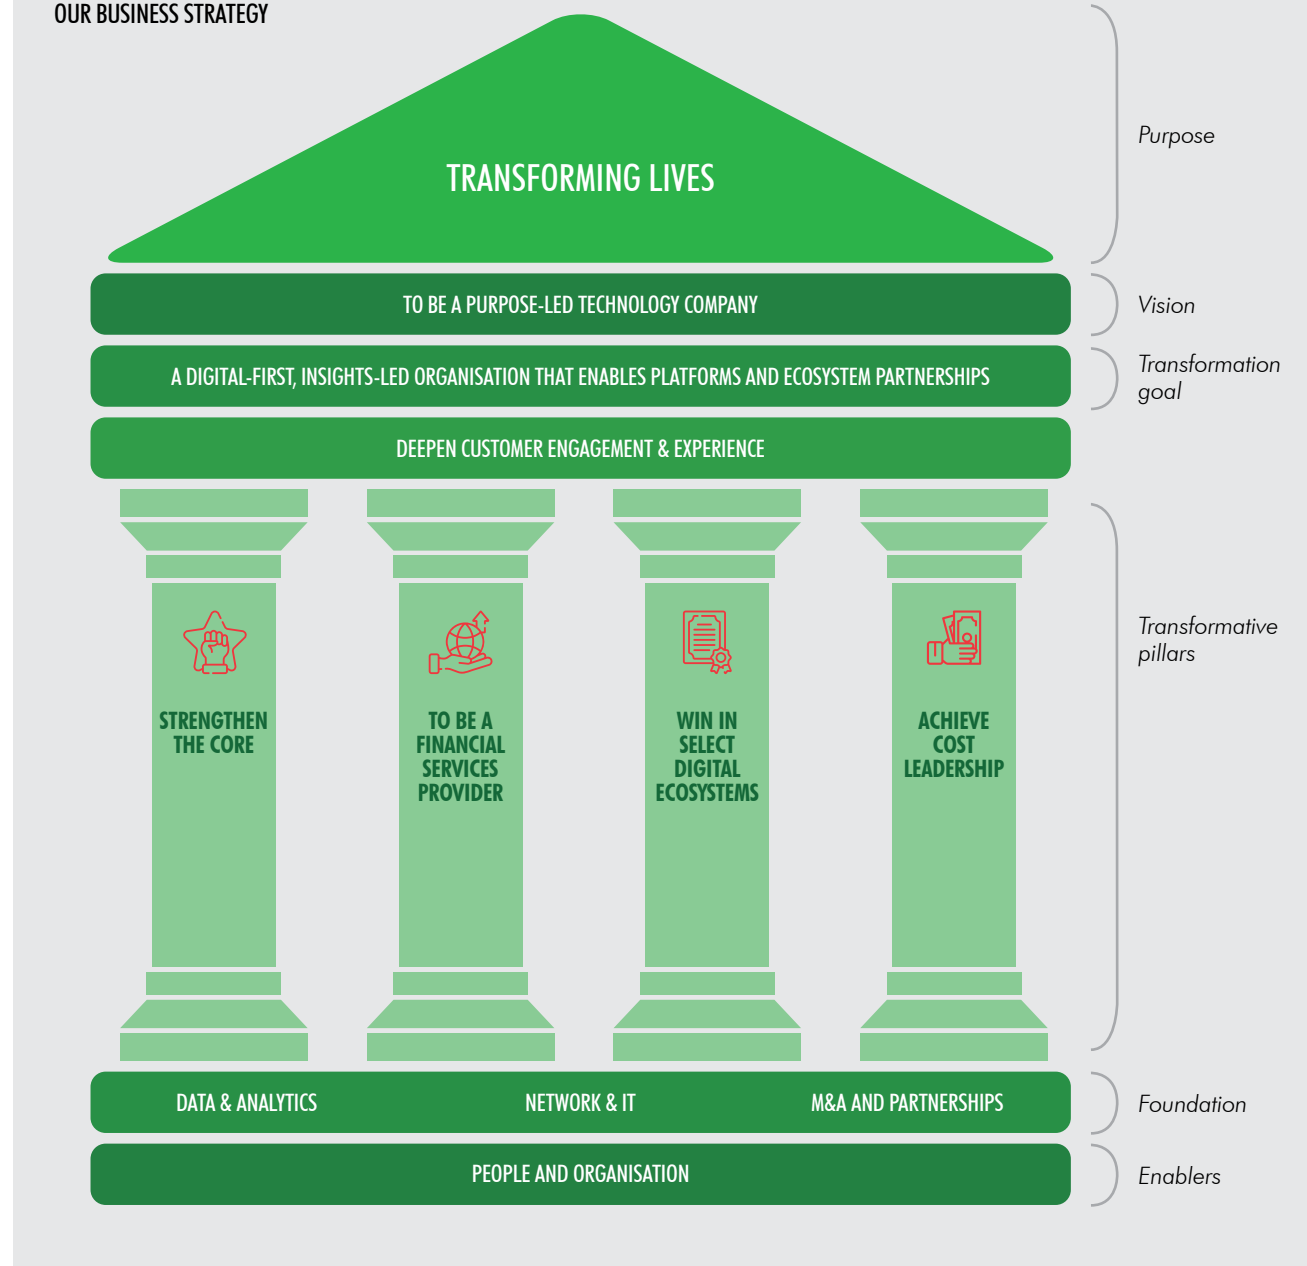 OUR BUSINESS STRATEGY
TRANSFORMING LIVES
Purpose
TO BE A PURPOSE-LED TECHNOLOGY COMPANY
Vision
A DIGITAL-FIRST, INSIGHTS-LED ORGANISATION THAT ENABLES PLATFORMS AND ECOSYSTEM PARTNERSHIPS
Transformation
goal
DEEPEN CUSTOMER ENGAGEMENT & EXPERIENCE
STRENGTHEN
THE CORE
TO BE A
FINANCIAL
SERVICES
PROVIDER
WIN IN
SELECT
DIGITAL
ECOSYSTEMS
ACHIEVE
COST
LEADERSHIP
Transformative
pillars
DATA & ANALYTICS
NETWORK & IT
M&A AND PARTNERSHIPS
Foundation
PEOPLE AND ORGANISATION
Enablers